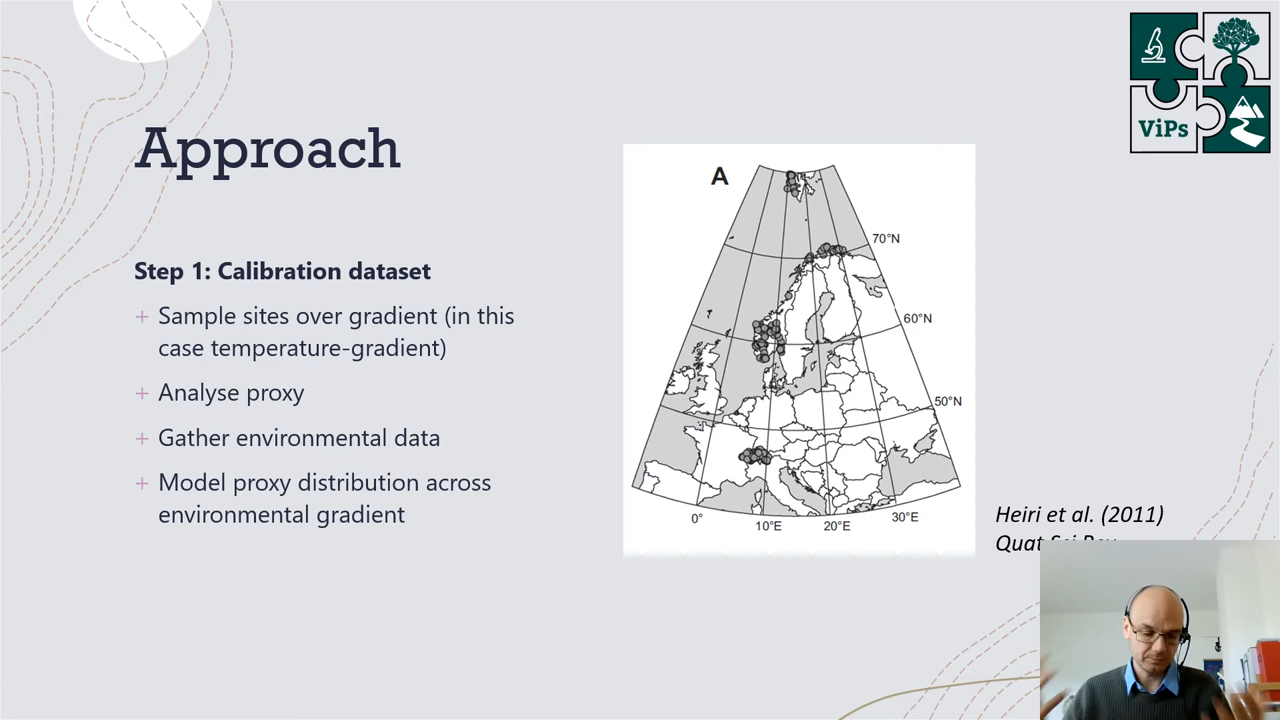 Approach
Step 1: Calibration dataset
+ Sample sites over gradient (in this
case temperature-gradient)
+ Analyse proxy
+ Gather environmental data
+ Model proxy distribution across
environmental gradient
A
70°N
60°N
50°N
0°
10°E
20°E
30°E
Heiri et al. (2011)
Quat Sci Rev
ViPs